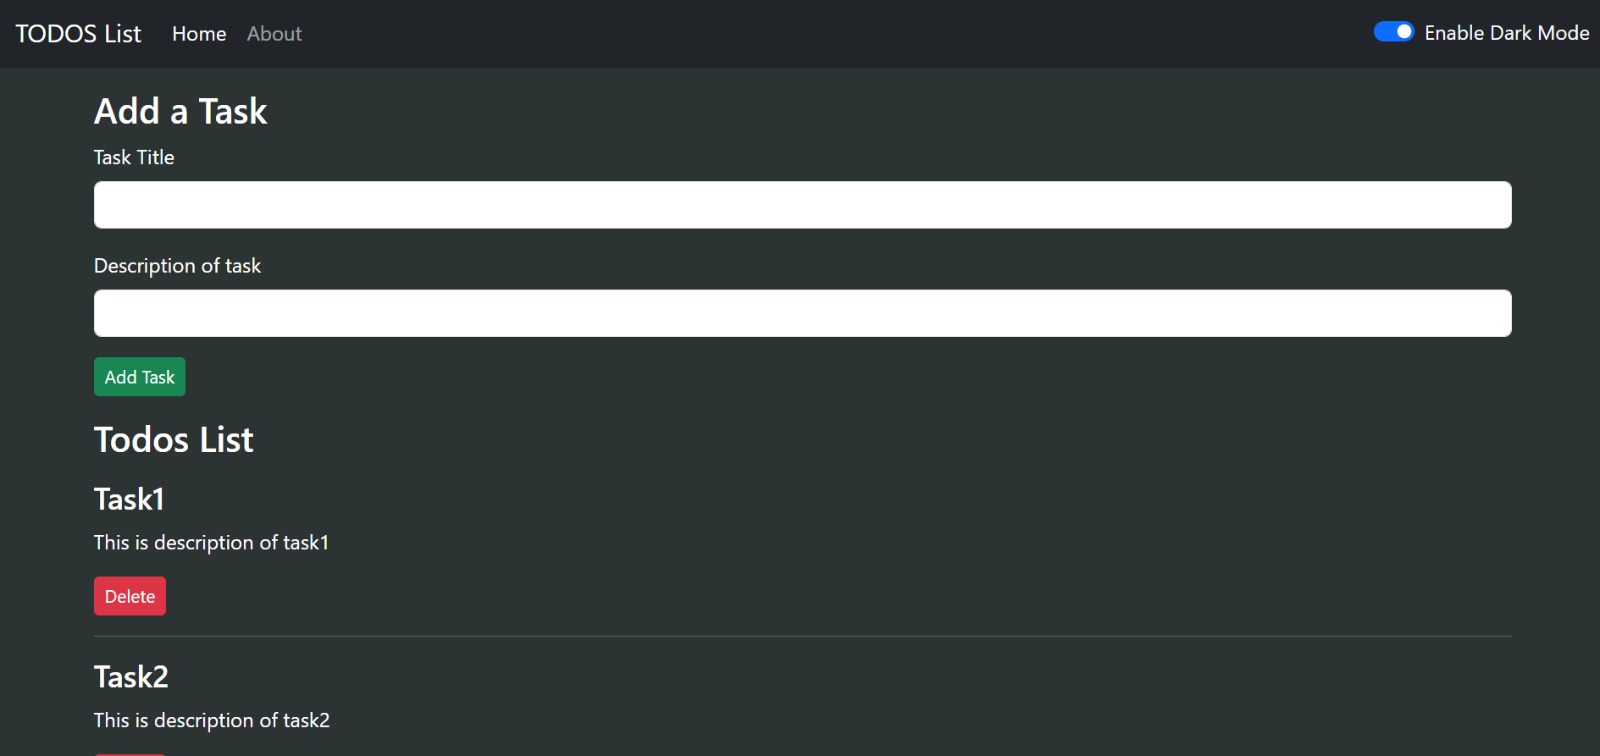 TODOS List Home About Enable Dark Mode
Add a Task
Task Title
Description of task
Add Task
Todos List
Task1
This is description of task1
Delete
Task2
This is description of task2